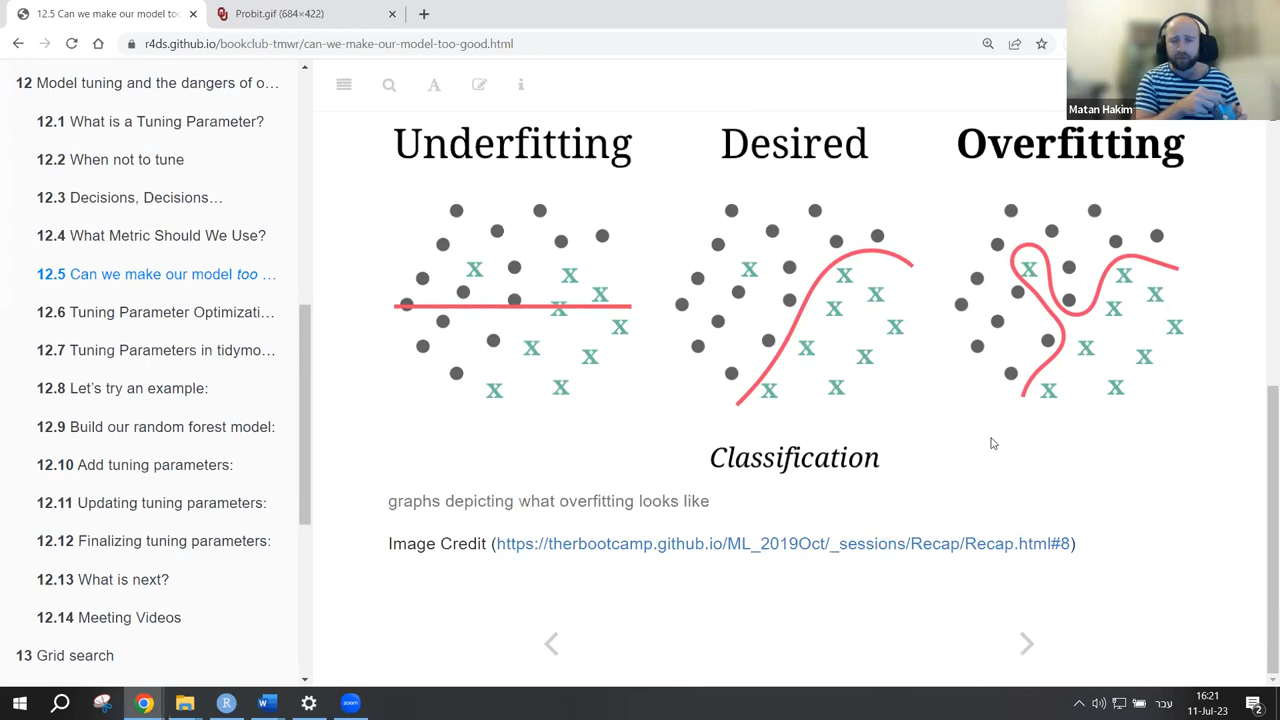 12.5 Can we make our model too
Probit.gif (684×422)
r4ds.github.io/bookclub-tmwr/can-we-make-our-model-too-good.html
Matan Hakim
12 Model tuning and the dangers of o…
12.1 What is a Tuning Parameter?
12.2 When not to tune
12.3 Decisions, Decisions…
12.4 What Metric Should We Use?
12.5 Can we make our model too …
12.6 Tuning Parameter Optimizati…
12.7 Tuning Parameters in tidymo…
12.8 Let’s try an example:
12.9 Build our random forest model:
12.10 Add tuning parameters:
12.11 Updating tuning parameters:
12.12 Finalizing tuning parameters:
12.13 What is next?
12.14 Meeting Videos
13 Grid search
Underfitting Desired Overfitting
Classification
graphs depicting what overfitting looks like
Image Credit (https://therbootcamp.github.io/ML_2019Oct/_sessions/Recap/Recap.html#8)
zoom
עבר
16:21
11-Jul-23
2